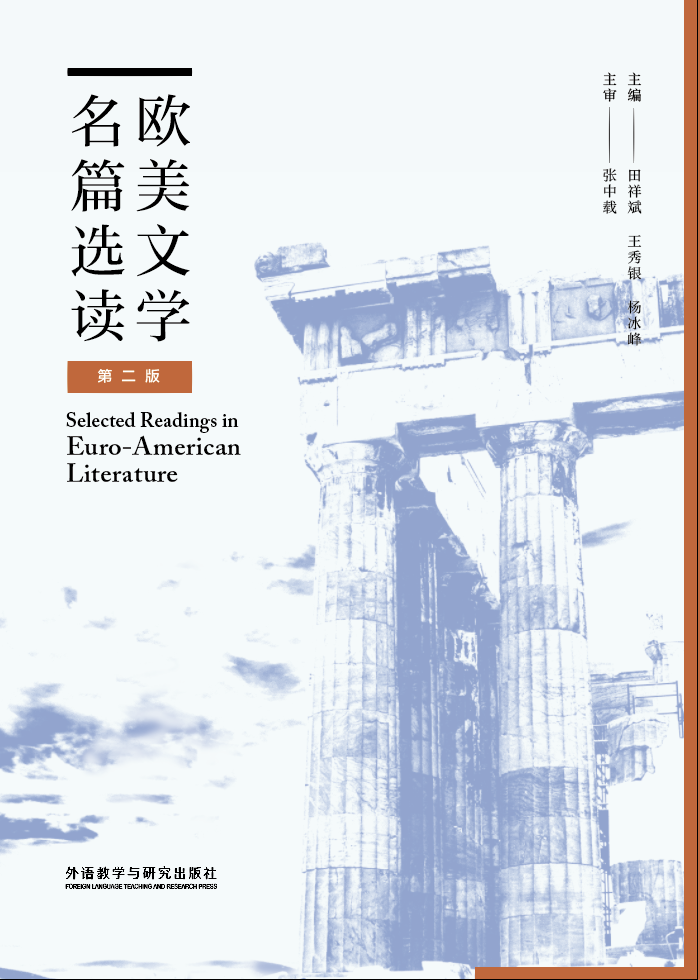 欧美文学
名篇选读
第二版
Selected Readings in
Euro-American
Literature
主编——田祥斌 王秀银 杨冰峰
主审——张中载
外语教学与研究出版社
FOREIGN LANGUAGE TEACHING AND RESEARCH PRESS